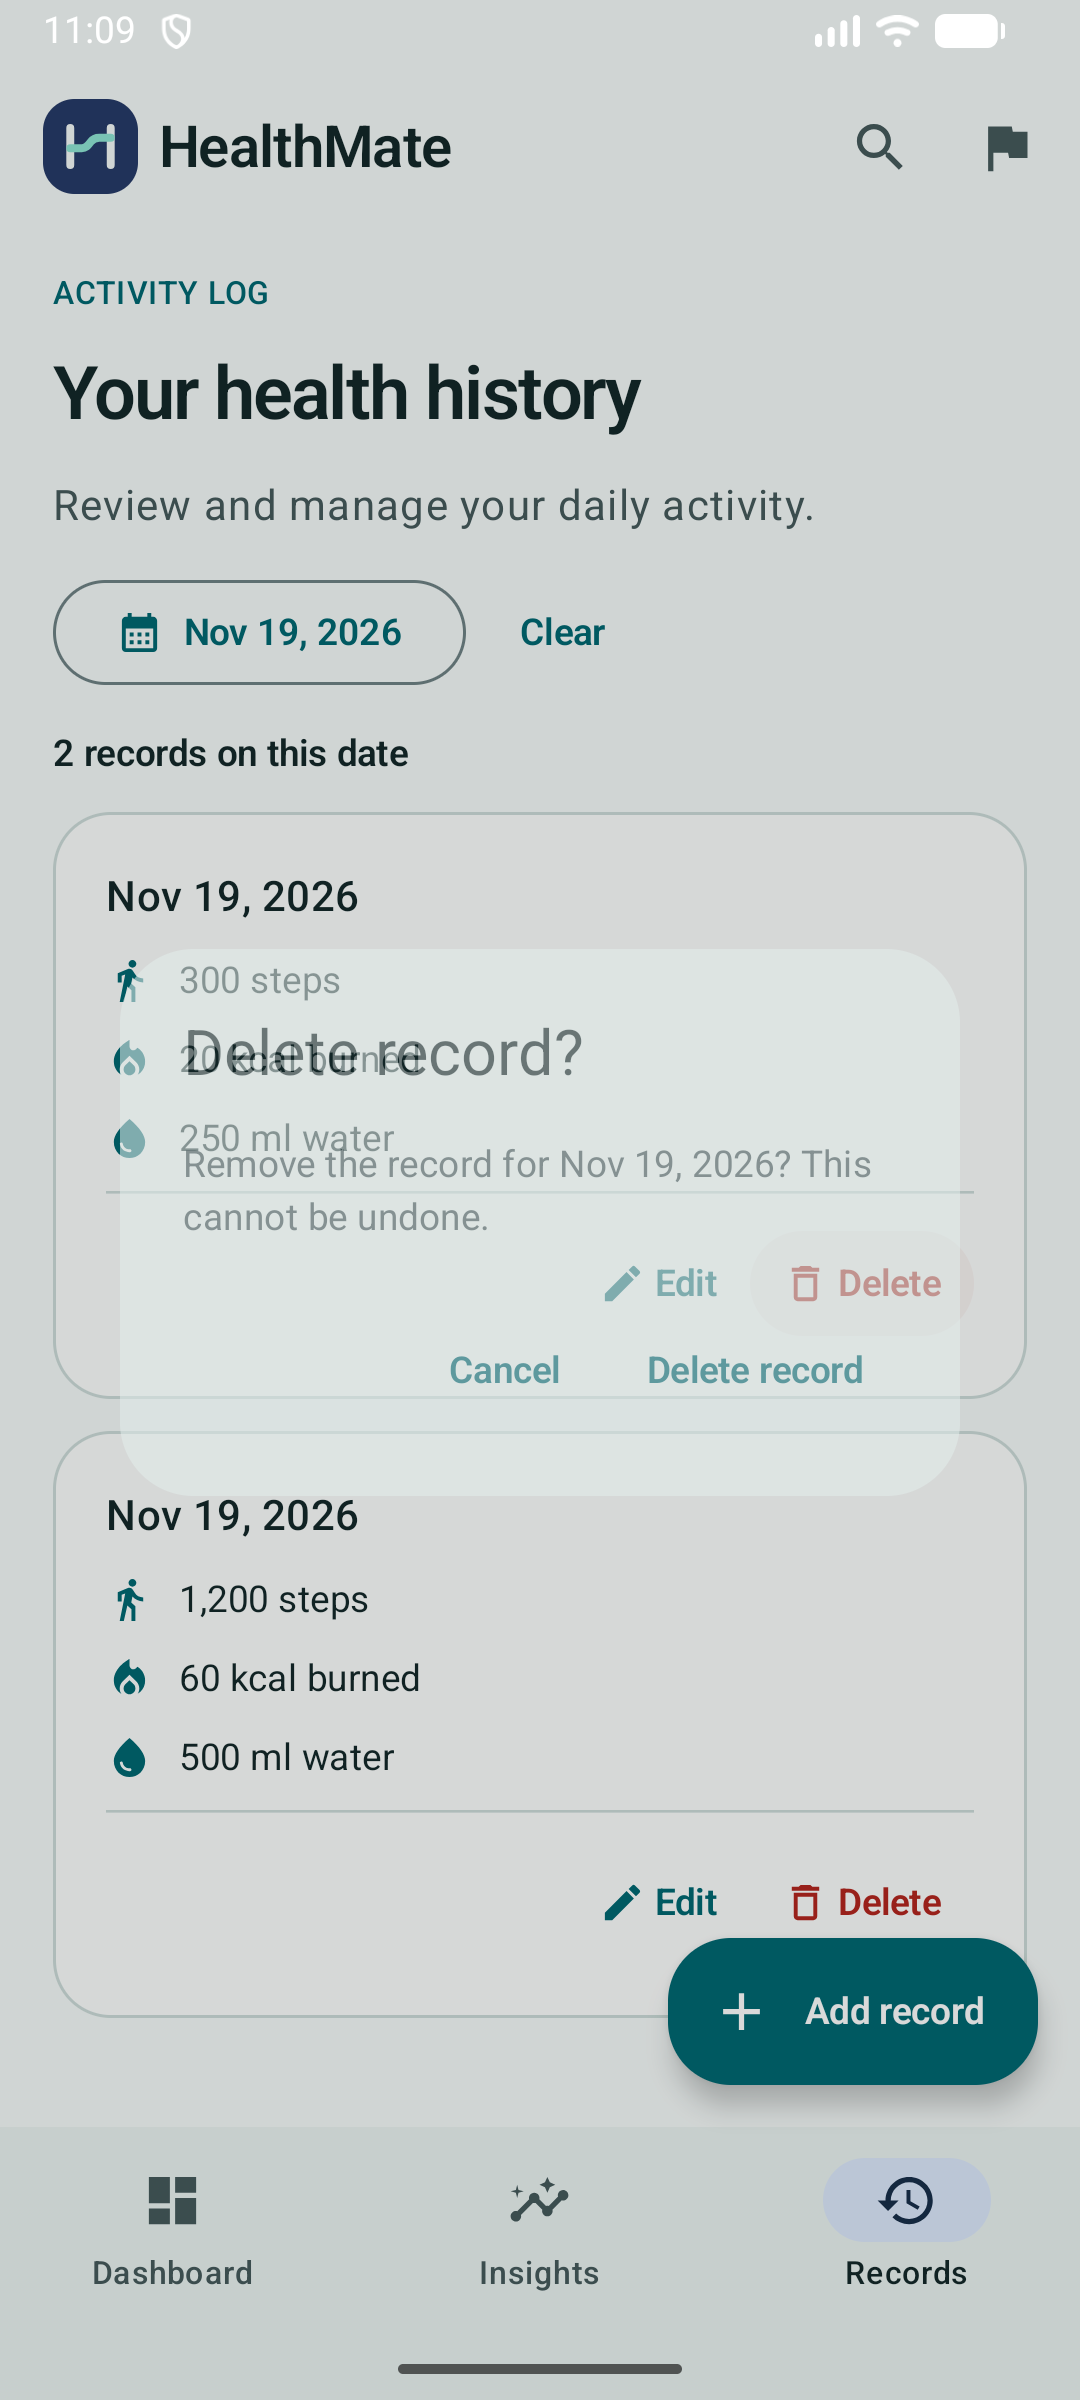 11:09
HealthMate
ACTIVITY LOG
Your health history
Review and manage your daily activity.
Nov 19, 2026 Clear
2 records on this date
Nov 19, 2026
300 steps
Delete record?
20 kcal burned
250 ml water
Remove the record for Nov 19, 2026? This
cannot be undone.
Edit Delete
Cancel Delete record
Nov 19, 2026
1,200 steps
60 kcal burned
500 ml water
Edit Delete
Add record
Dashboard Insights Records